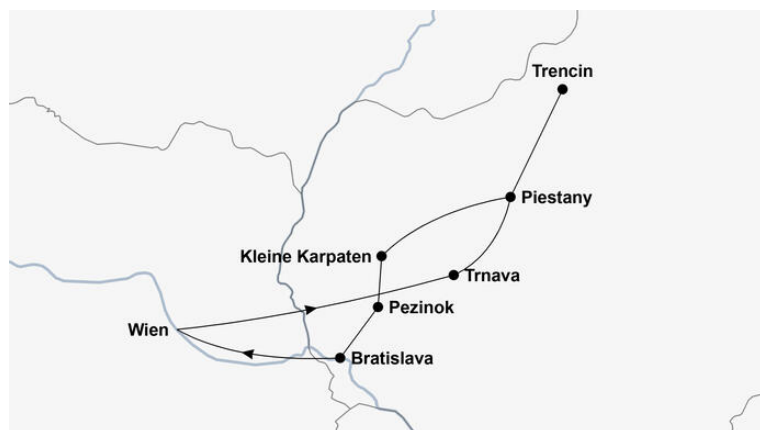 Trencin
Piestany
Kleine Karpaten
Trnava
Pezinok
Wien
Bratislava